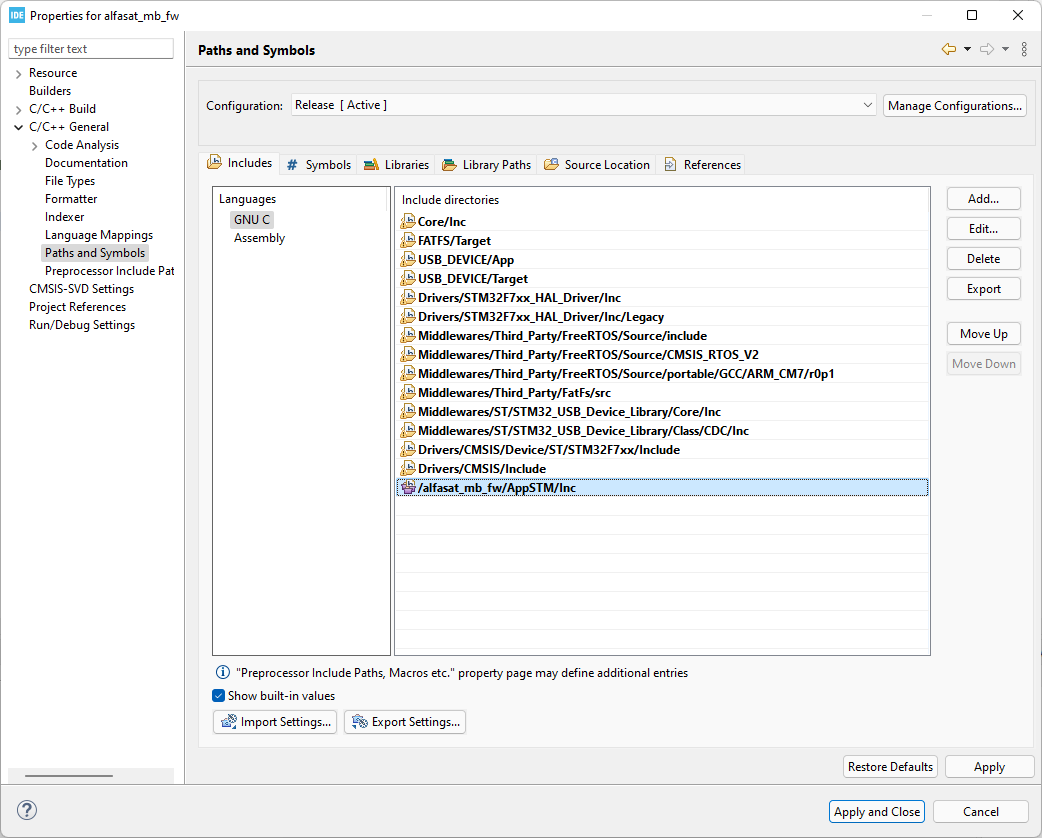 IDE Properties for alfasat_mb_fw
type filter text
Resource
Builders
C/C++ Build
C/C++ General
Code Analysis
Documentation
File Types
Formatter
Indexer
Language Mappings
Paths and Symbols
Preprocessor Include Pat
CMSIS-SVD Settings
Project References
Run/Debug Settings
Paths and Symbols
Configuration: Release [ Active ] Manage Configurations...
Includes # Symbols Libraries Library Paths Source Location References
Languages
GNU C
Assembly
Include directories
Core/Inc
FATFS/Target
USB_DEVICE/App
USB_DEVICE/Target
Drivers/STM32F7xx_HAL_Driver/Inc
Drivers/STM32F7xx_HAL_Driver/Inc/Legacy
Middlewares/Third_Party/FreeRTOS/Source/include
Middlewares/Third_Party/FreeRTOS/Source/CMSIS_RTOS_V2
Middlewares/Third_Party/FreeRTOS/Source/portable/GCC/ARM_CM7/r0p1
Middlewares/Third_Party/FatFs/src
Middlewares/ST/STM32_USB_Device_Library/Core/Inc
Middlewares/ST/STM32_USB_Device_Library/Class/CDC/Inc
Drivers/CMSIS/Device/ST/STM32F7xx/Include
Drivers/CMSIS/Include
/alfasat_mb_fw/AppSTM/Inc
Add...
Edit...
Delete
Export
Move Up
Move Down
"Preprocessor Include Paths, Macros etc." property page may define additional entries
Show built-in values
Import Settings... Export Settings...
Restore Defaults Apply
? Apply and Close Cancel